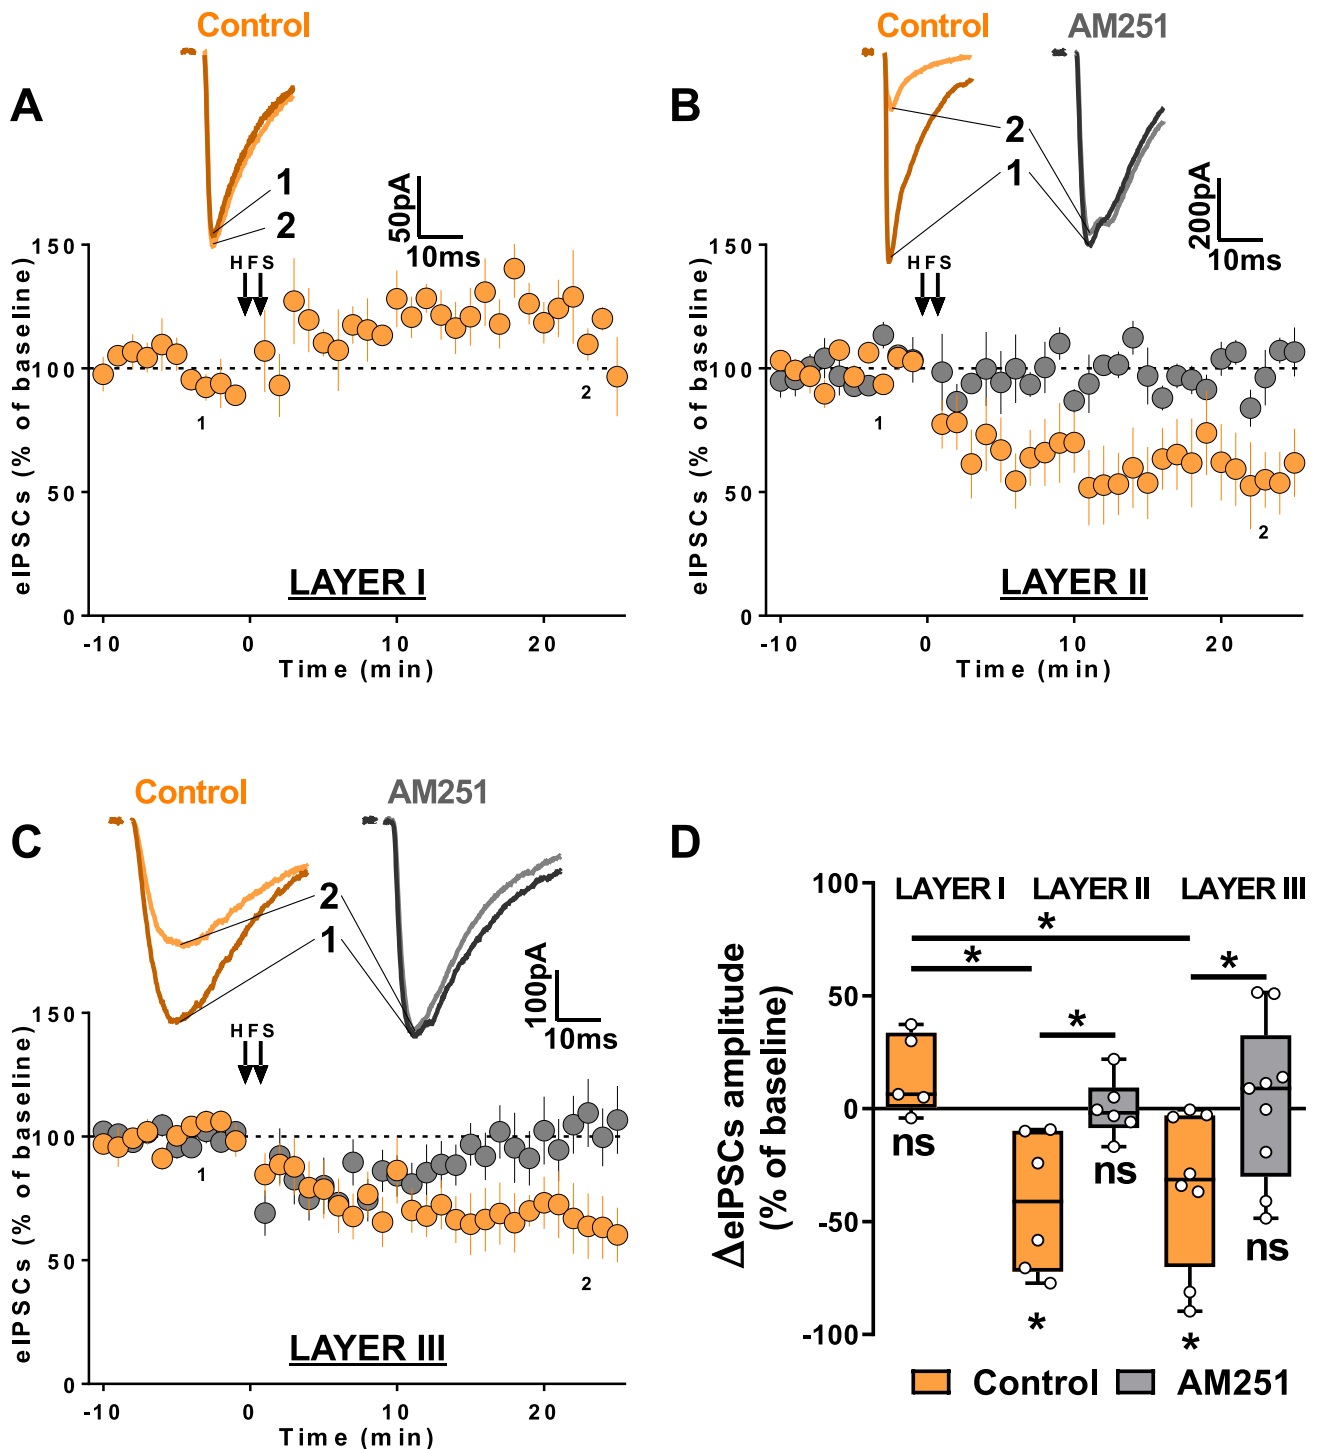 Control
A
1
2
50pA
10ms
H F S
150
100
50
0
eIPSCs (% of baseline)
1
2
LAYER I
-10
0
10
20
Time (min)
Control
AM251
B
2
1
200pA
10ms
H F S
150
100
50
0
eIPSCs (% of baseline)
1
2
LAYER II
-10
0
10
20
Time (min)
Control
AM251
C
2
1
100pA
10ms
H F S
150
100
50
0
eIPSCs (% of baseline)
1
2
LAYER III
-10
0
10
20
Time (min)
D
100
50
0
-50
-100
ΔeIPSCs amplitude
(% of baseline)
LAYER I
LAYER II
LAYER III
*
*
*
*
ns
*
ns
*
ns
Control
AM251